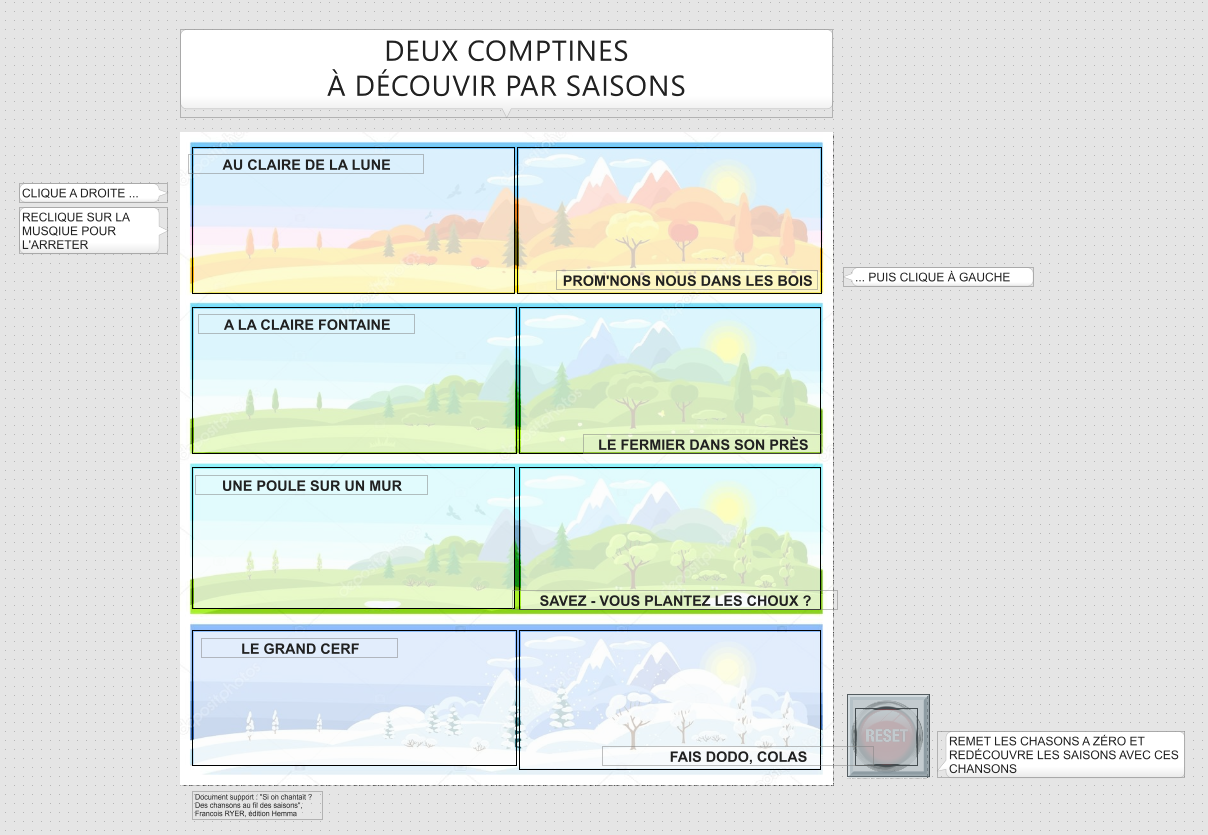 DEUX COMPTINES
À DÉCOUVIR PAR SAISONS
AU CLAIRE DE LA LUNE
CLIQUE A DROITE ...
RECLIQUE SUR LA
MUSQIUE POUR
L'ARRETER
PROM'NONS NOUS DANS LES BOIS
... PUIS CLIQUE À GAUCHE
A LA CLAIRE FONTAINE
LE FERMIER DANS SON PRÈS
UNE POULE SUR UN MUR
SAVEZ - VOUS PLANTEZ LES CHOUX ?
LE GRAND CERF
FAIS DODO, COLAS
RESET
REMET LES CHASONS A ZÉRO ET
REDÉCOUVRE LES SAISONS AVEC CES
CHANSONS
Document support : "Si on chantait ?
Des chansons au fil des saisons",
Francois RYER, édition Hemma